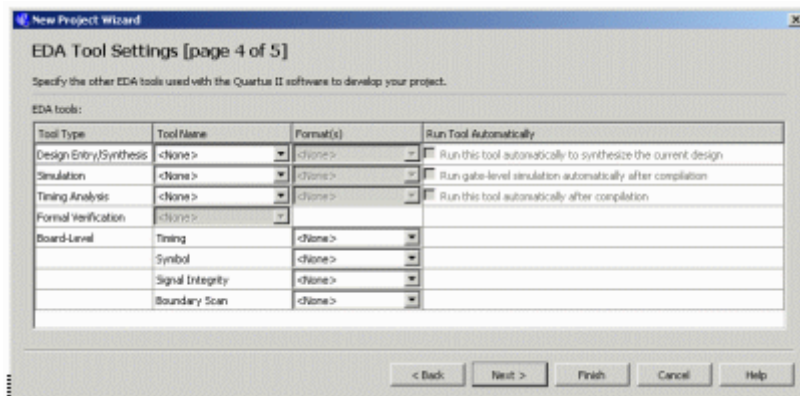 New Project Wizard
EDA Tool Settings [page 4 of 5]
Specify the other EDA tools used with the Quartus II software to develop your project.
EDA tools:
Tool Type Tool Name Format(s) Run Tool Automatically
Design Entry/Synthesis <None> <None> Run this tool automatically to synthesize the current design
Simulation <None> <None> Run gate-level simulation automatically after compilation
Timing Analysis <None> <None> Run this tool automatically after compilation
Formal Verification <None>
Board-Level Timing <None>
Symbol <None>
Signal Integrity <None>
Boundary Scan <None>
< Back Next > Finish Cancel Help